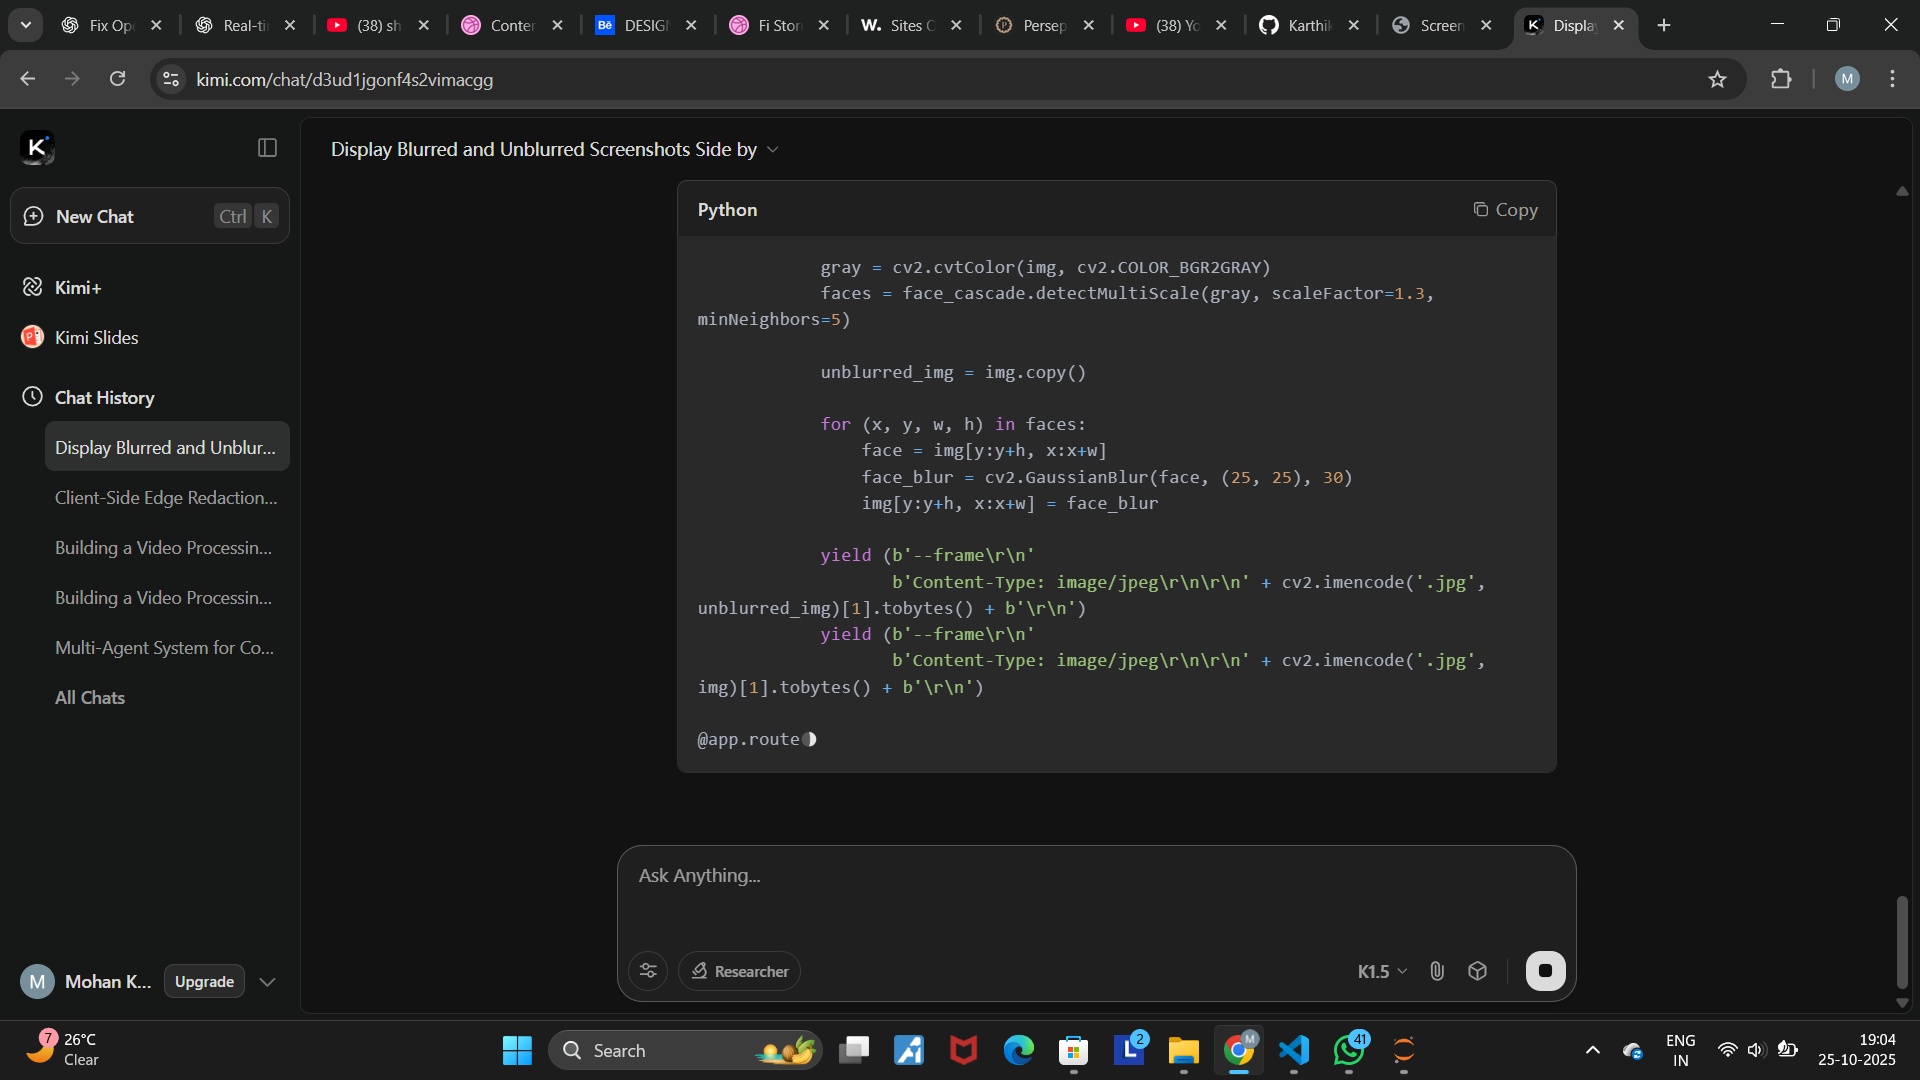 Fix Ope
Real-ti
(38) sh
Conter
Bē DESIGN
Fi Stor
W. Sites C
Persep
(38) Yo
Karthik
Screen
K Display
kimi.com/chat/d3ud1jgonf4s2vimacgg
M
K
Display Blurred and Unblurred Screenshots Side by
New Chat Ctrl K
Kimi+
Kimi Slides
Chat History
Display Blurred and Unblur...
Client-Side Edge Redaction...
Building a Video Processin...
Building a Video Processin...
Multi-Agent System for Co...
All Chats
M Mohan K... Upgrade
Python Copy
gray = cv2.cvtColor(img, cv2.COLOR_BGR2GRAY)
faces = face_cascade.detectMultiScale(gray, scaleFactor=1.3,
minNeighbors=5)
unblurred_img = img.copy()
for (x, y, w, h) in faces:
face = img[y:y+h, x:x+w]
face_blur = cv2.GaussianBlur(face, (25, 25), 30)
img[y:y+h, x:x+w] = face_blur
yield (b'--frame\r\n'
b'Content-Type: image/jpeg\r\n\r\n' + cv2.imencode('.jpg',
unblurred_img)[1].tobytes() + b'\r\n')
yield (b'--frame\r\n'
b'Content-Type: image/jpeg\r\n\r\n' + cv2.imencode('.jpg',
img)[1].tobytes() + b'\r\n')
@app.route
Ask Anything...
Researcher
K1.5
7
26°C
Clear
Search
L 2
M
41
ENG
IN
19:04
25-10-2025